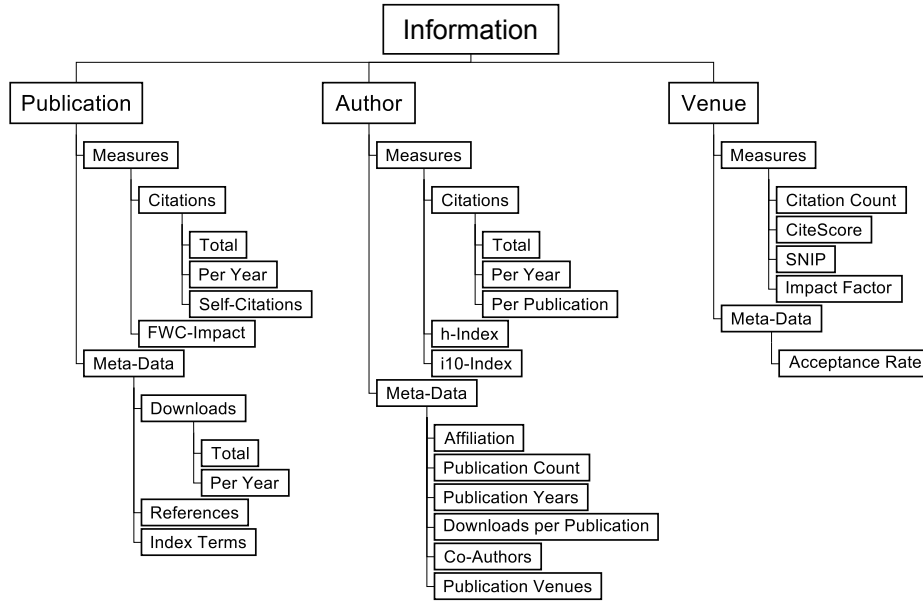 Information
Publication
Measures
Citations
Total
Per Year
Self-Citations
FWC-Impact
Meta-Data
Downloads
Total
Per Year
References
Index Terms
Author
Measures
Citations
Total
Per Year
Per Publication
h-Index
i10-Index
Meta-Data
Affiliation
Publication Count
Publication Years
Downloads per Publication
Co-Authors
Publication Venues
Venue
Measures
Citation Count
CiteScore
SNIP
Impact Factor
Meta-Data
Acceptance Rate